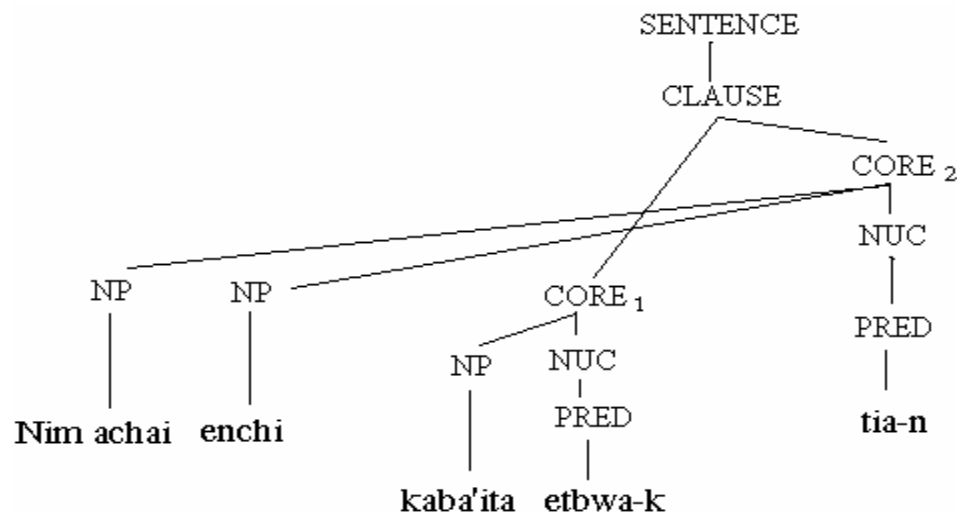 SENTENCE
CLAUSE
CORE 2
NUC
NP NP CORE 1
PRED
NP NUC
PRED
Nim achai enchi tia-n
kaba'ita etbwa-k